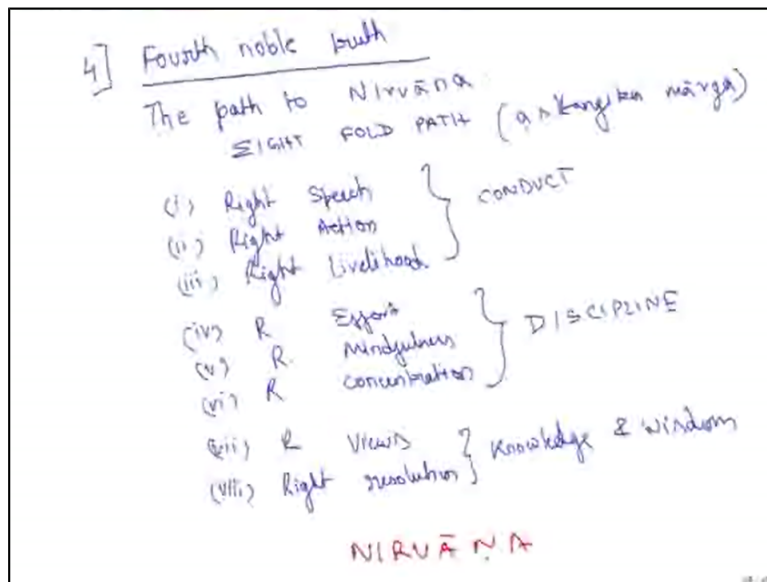 4] Fourth noble truth
The path to Nirvāna
EIGHT FOLD PATH (aṣṭangika mārga)
(i) Right Speech
(ii) Right Action } CONDUCT
(iii) Right Livelihood
(iv) R Effort
(v) R. Mindfulness } DISCIPLINE
(vi) R concentration
(vii) R Views } Knowledge & wisdom
(viii) Right resolution
NIRVĀṆA